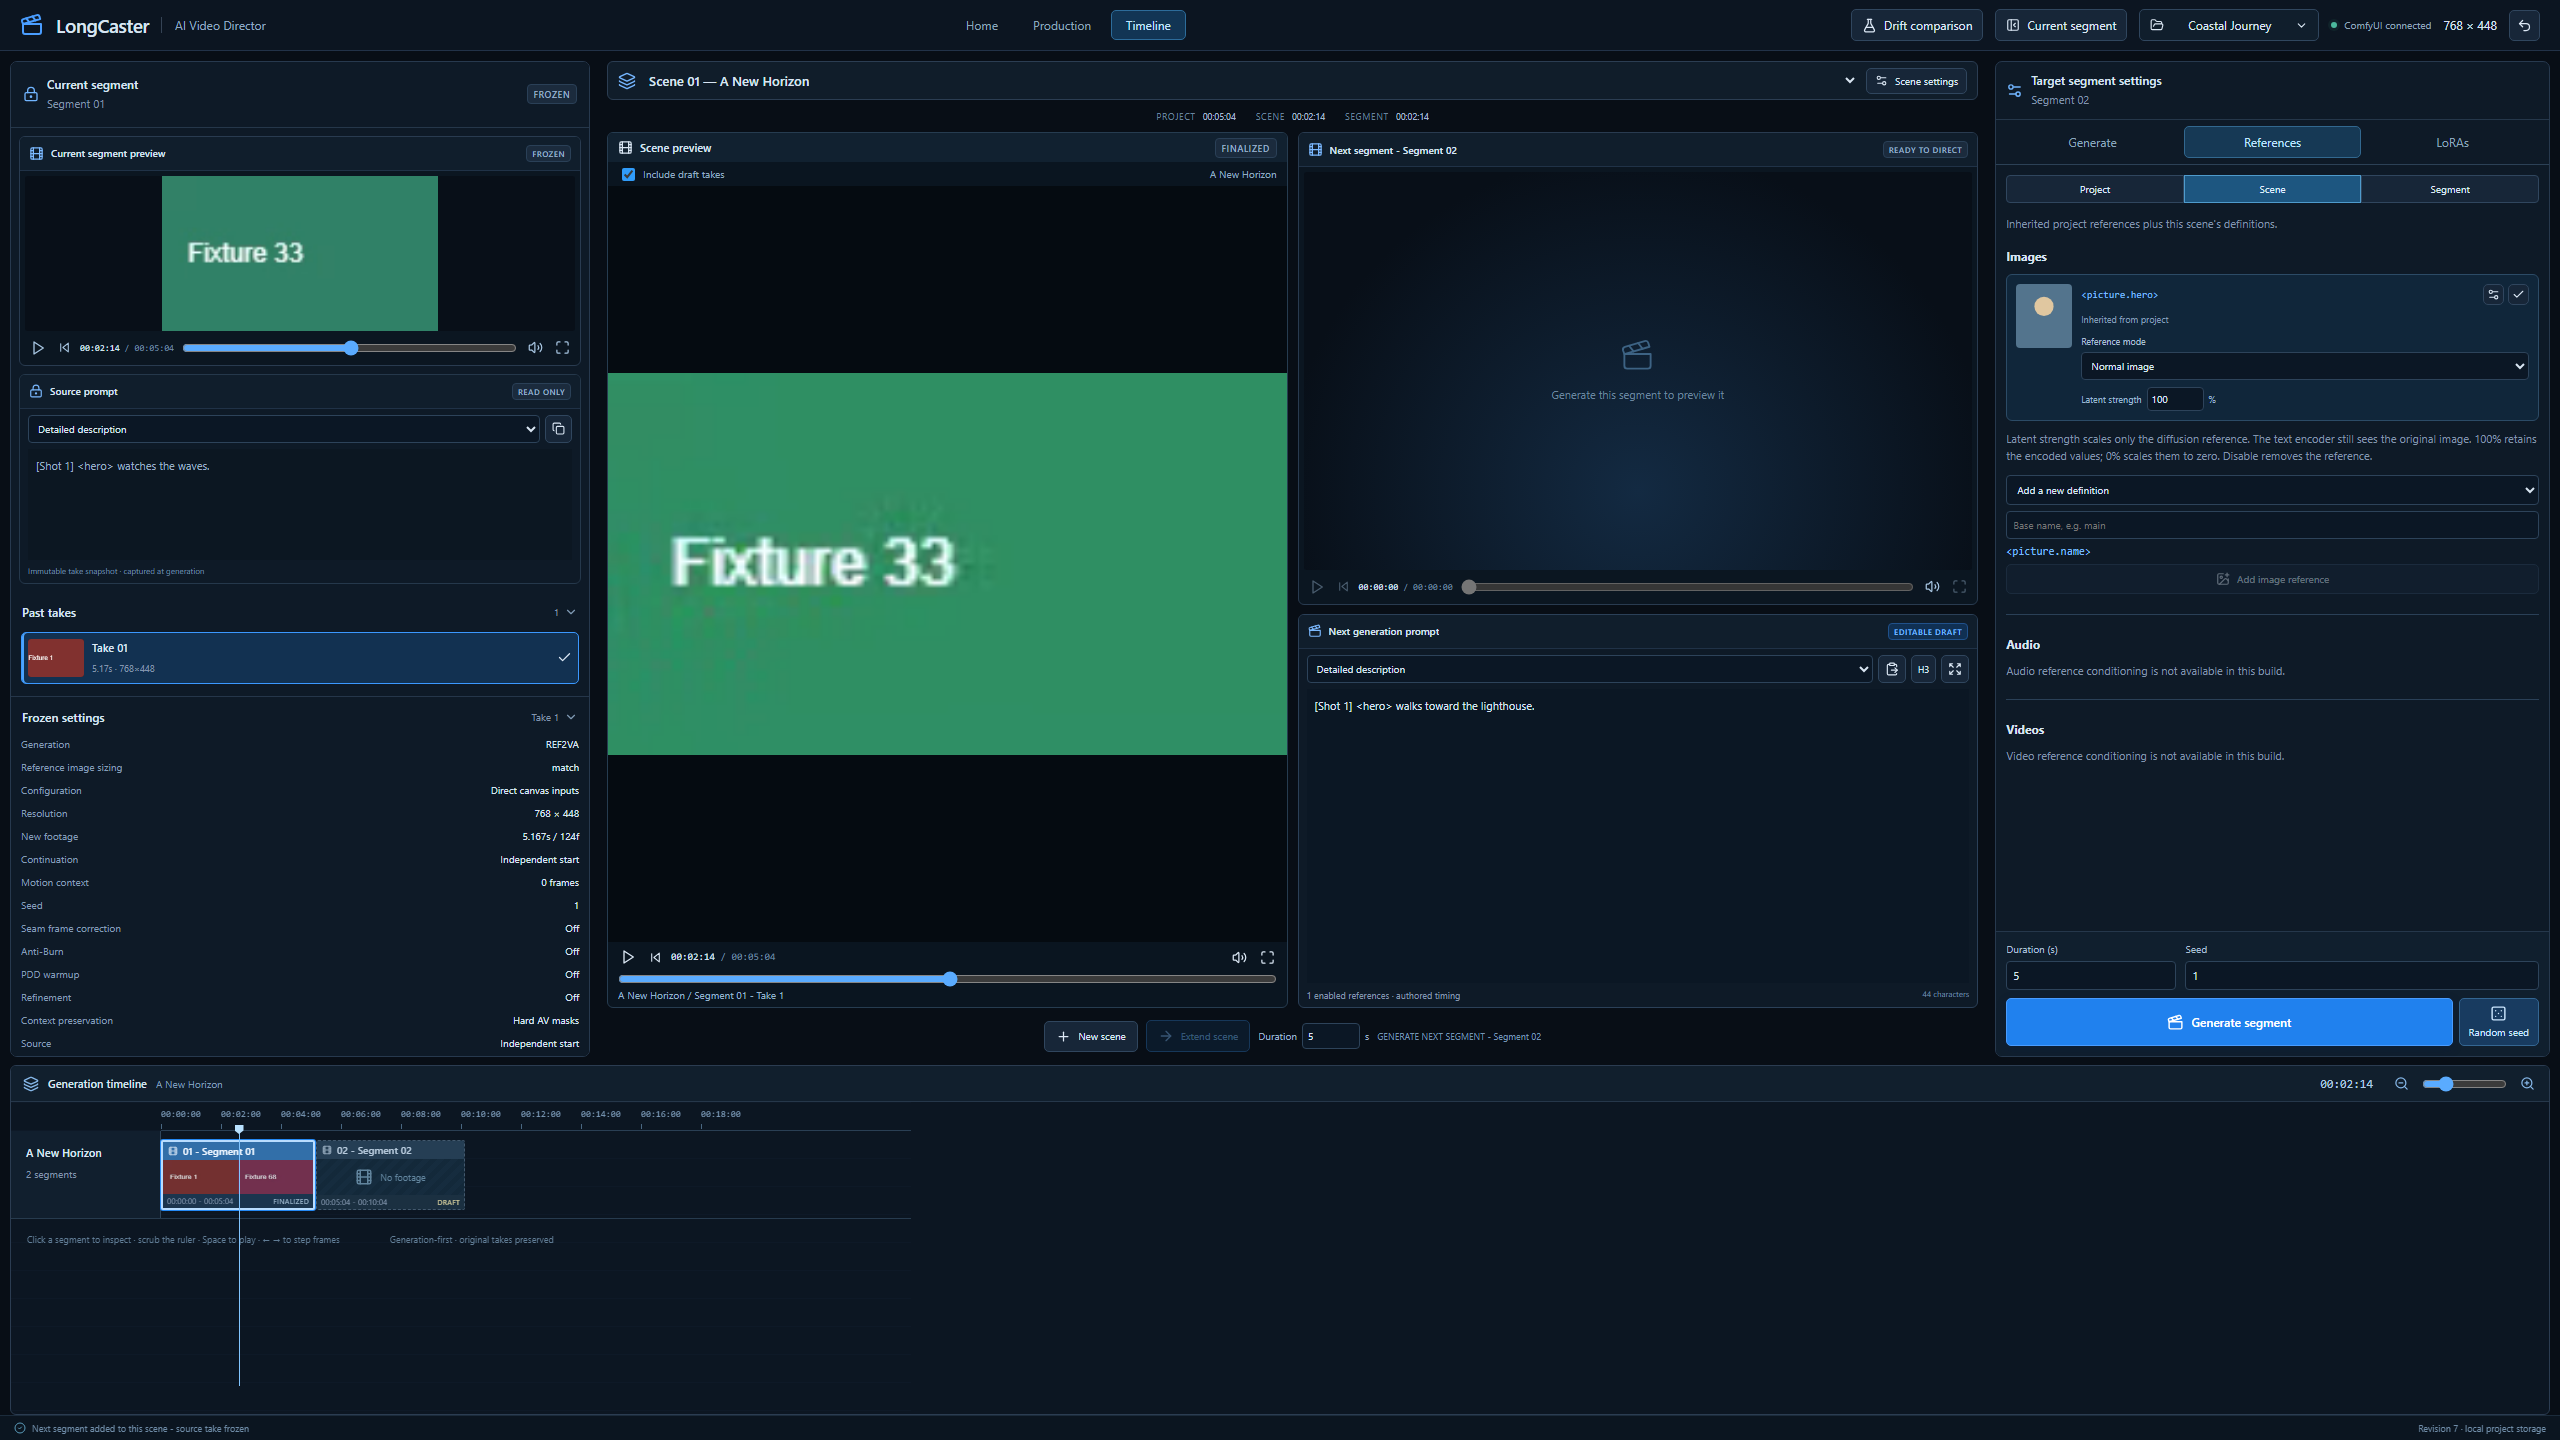 LongCaster AI Video Director Home Production Timeline Drift comparison Current segment Coastal Journey ComfyUI connected 768 × 448
Current segment
Segment 01
FROZEN
Current segment preview FROZEN
Fixture 33
00:02:14 / 00:05:04
Source prompt READ ONLY
Detailed description
[Shot 1] <hero> watches the waves.
Immutable take snapshot · captured at generation
Past takes 1
Fixture 1
Take 01
5.17s · 768×448
Frozen settings Take 1
Generation REF2VA
Reference image sizing match
Configuration Direct canvas inputs
Resolution 768 × 448
New footage 5.167s / 124f
Continuation Independent start
Motion context 0 frames
Seed 1
Seam frame correction Off
Anti-Burn Off
PDD warmup Off
Refinement Off
Context preservation Hard AV masks
Source Independent start
Scene 01 — A New Horizon Scene settings
PROJECT 00:05:04 SCENE 00:02:14 SEGMENT 00:02:14
Scene preview FINALIZED
Include draft takes A New Horizon
Fixture 33
00:02:14 / 00:05:04
A New Horizon / Segment 01 - Take 1
Next segment - Segment 02 READY TO DIRECT
Generate this segment to preview it
00:00:00 / 00:00:00
Next generation prompt EDITABLE DRAFT
Detailed description H3
[Shot 1] <hero> walks toward the lighthouse.
1 enabled references · authored timing 44 characters
New scene Extend scene Duration 5 s GENERATE NEXT SEGMENT - Segment 02
Target segment settings
Segment 02
Generate References LoRAs
Project Scene Segment
Inherited project references plus this scene's definitions.
Images
<picture.hero>
Inherited from project
Reference mode
Normal image
Latent strength 100 %
Latent strength scales only the diffusion reference. The text encoder still sees the original image. 100% retains
the encoded values; 0% scales them to zero. Disable removes the reference.
Add a new definition
Base name, e.g. main
<picture.name>
Add image reference
Audio
Audio reference conditioning is not available in this build.
Videos
Video reference conditioning is not available in this build.
Duration (s) Seed
5 1
Generate segment Random seed
Generation timeline A New Horizon 00:02:14
00:00:00 00:02:00 00:04:00 00:06:00 00:08:00 00:10:00 00:12:00 00:14:00 00:16:00 00:18:00
A New Horizon
2 segments
01 - Segment 01
Fixture 1 Fixture 68
00:00:00 - 00:05:04 FINALIZED
02 - Segment 02
No footage
00:05:04 - 00:10:04 DRAFT
Click a segment to inspect · scrub the ruler · Space to play · ← → to step frames Generation-first · original takes preserved
Next segment added to this scene - source take frozen Revision 7 · local project storage